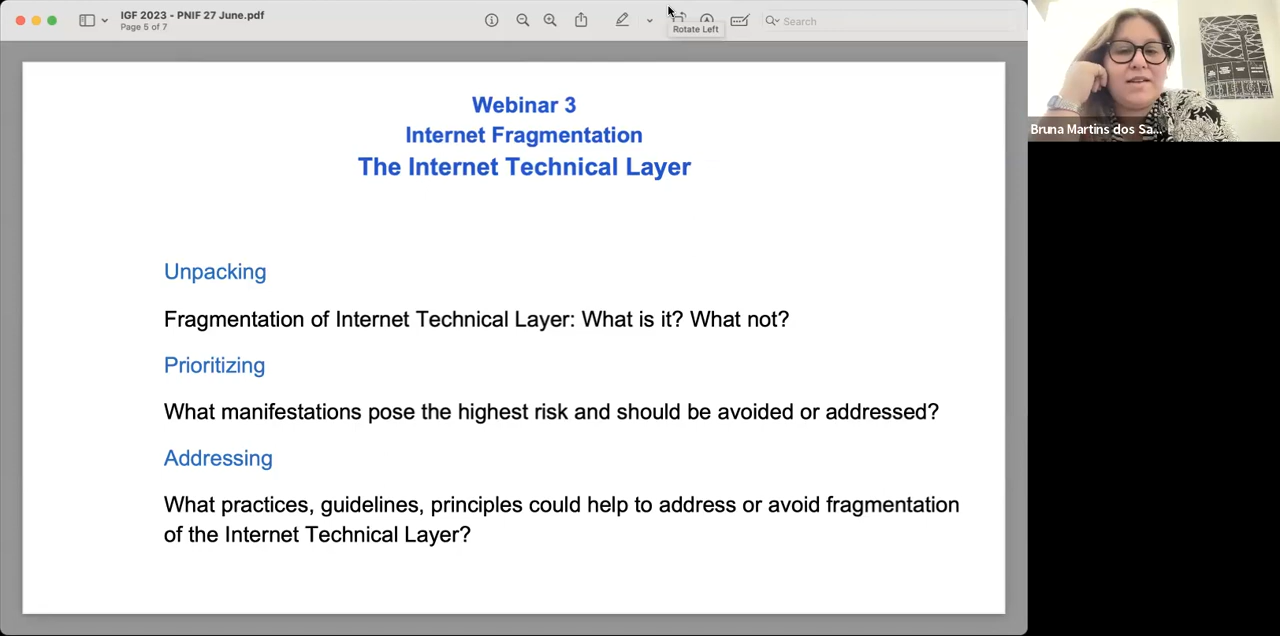 IGF 2023 - PNIF 27 June.pdf
Page 5 of 7
Search
Rotate Left
Bruna Martins dos Sa...
Webinar 3
Internet Fragmentation
The Internet Technical Layer
Unpacking
Fragmentation of Internet Technical Layer: What is it? What not?
Prioritizing
What manifestations pose the highest risk and should be avoided or addressed?
Addressing
What practices, guidelines, principles could help to address or avoid fragmentation
of the Internet Technical Layer?